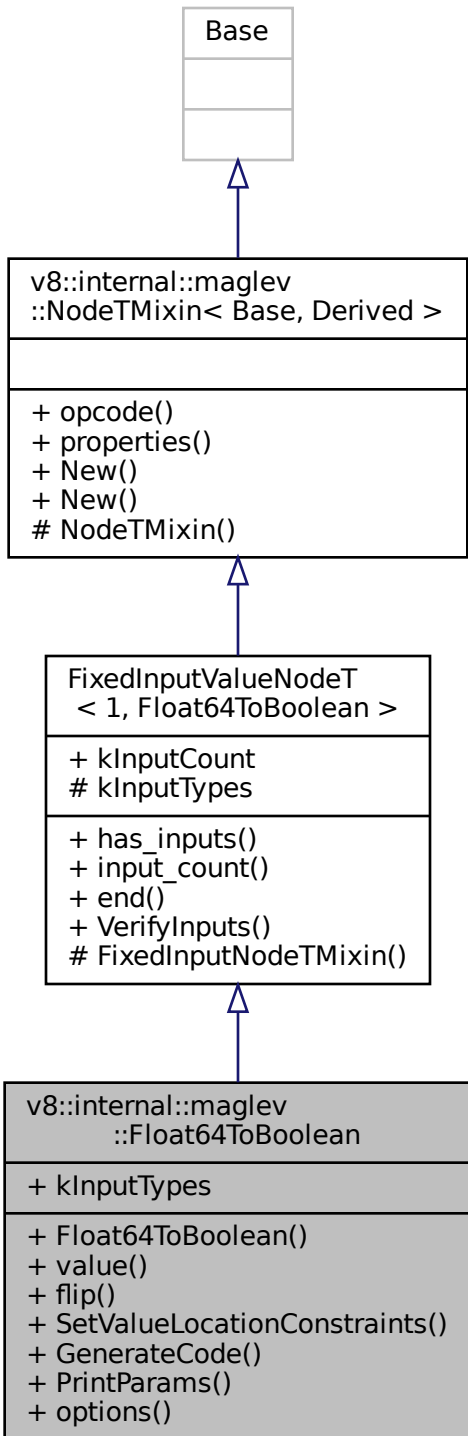 Base
v8::internal::maglev
::NodeTMixin< Base, Derived >
+ opcode()
+ properties()
+ New()
+ New()
# NodeTMixin()
FixedInputValueNodeT
< 1, Float64ToBoolean >
+ kInputCount
# kInputTypes
+ has_inputs()
+ input_count()
+ end()
+ VerifyInputs()
# FixedInputNodeTMixin()
v8::internal::maglev
::Float64ToBoolean
+ kInputTypes
+ Float64ToBoolean()
+ value()
+ flip()
+ SetValueLocationConstraints()
+ GenerateCode()
+ PrintParams()
+ options()